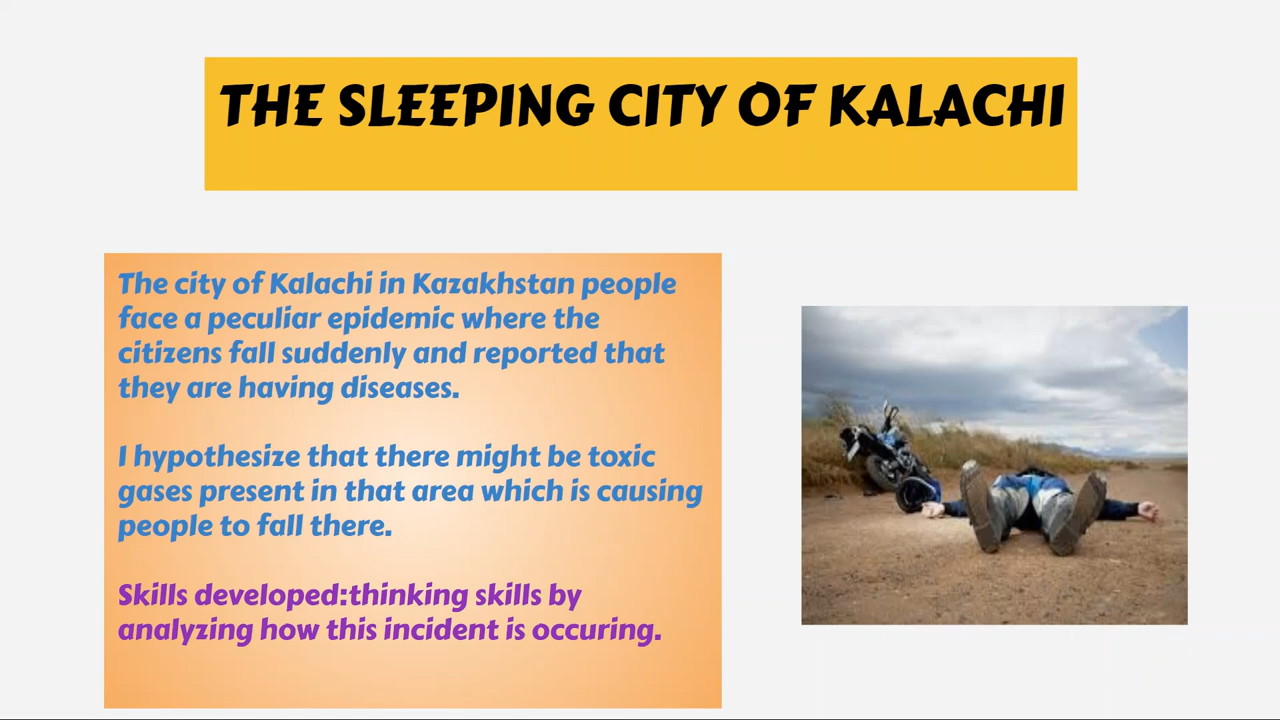 THE SLEEPING CITY OF KALACHI
The city of Kalachi in Kazakhstan people
face a peculiar epidemic where the
citizens fall suddenly and reported that
they are having diseases.
I hypothesize that there might be toxic
gases present in that area which is causing
people to fall there.
Skills developed:thinking skills by
analyzing how this incident is occuring.